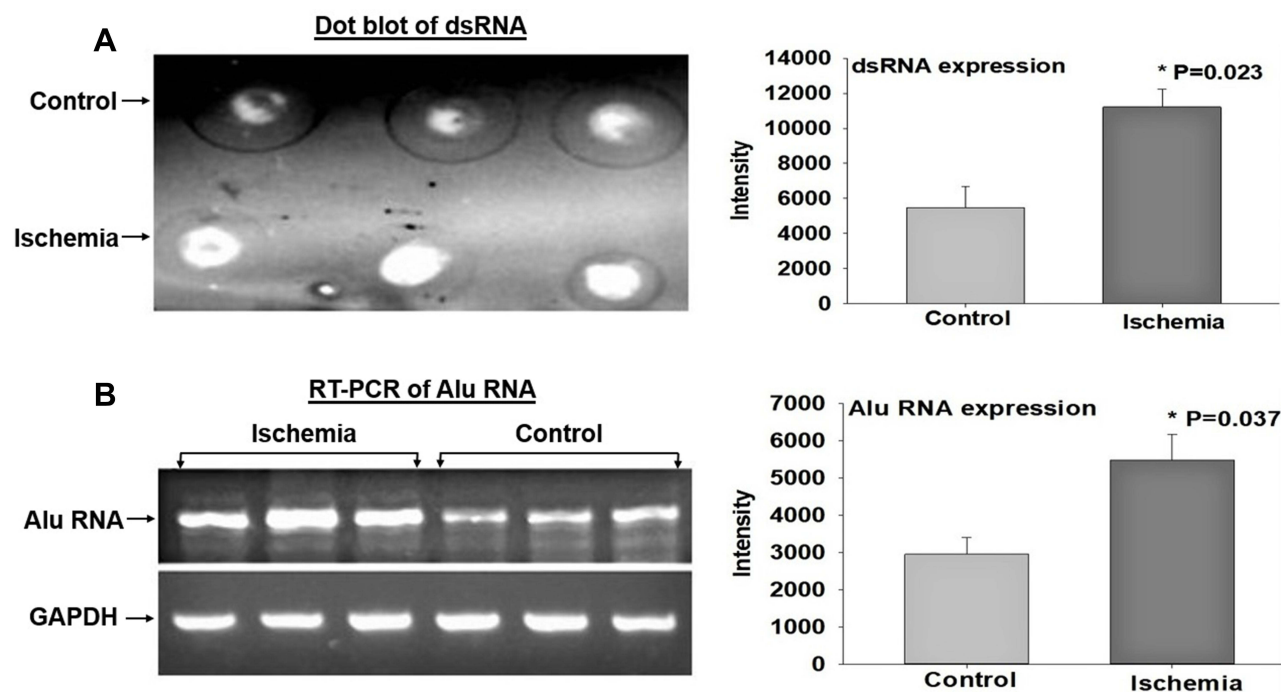 A
Dot blot of dsRNA
Control
Ischemia
14000
12000
10000
8000
6000
4000
2000
0
Intensity
dsRNA expression
* P=0.023
Control
Ischemia
B
RT-PCR of Alu RNA
Ischemia
Control
Alu RNA
GAPDH
7000
6000
5000
4000
3000
2000
1000
0
Intensity
Alu RNA expression
* P=0.037
Control
Ischemia